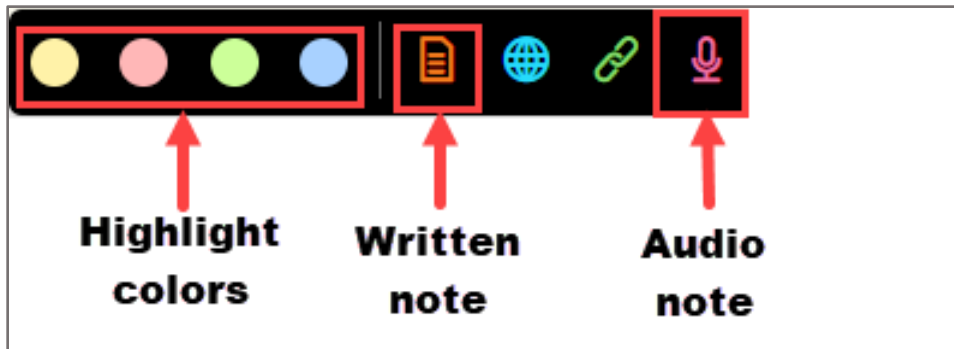 Highlight
colors
Written
note
Audio
note